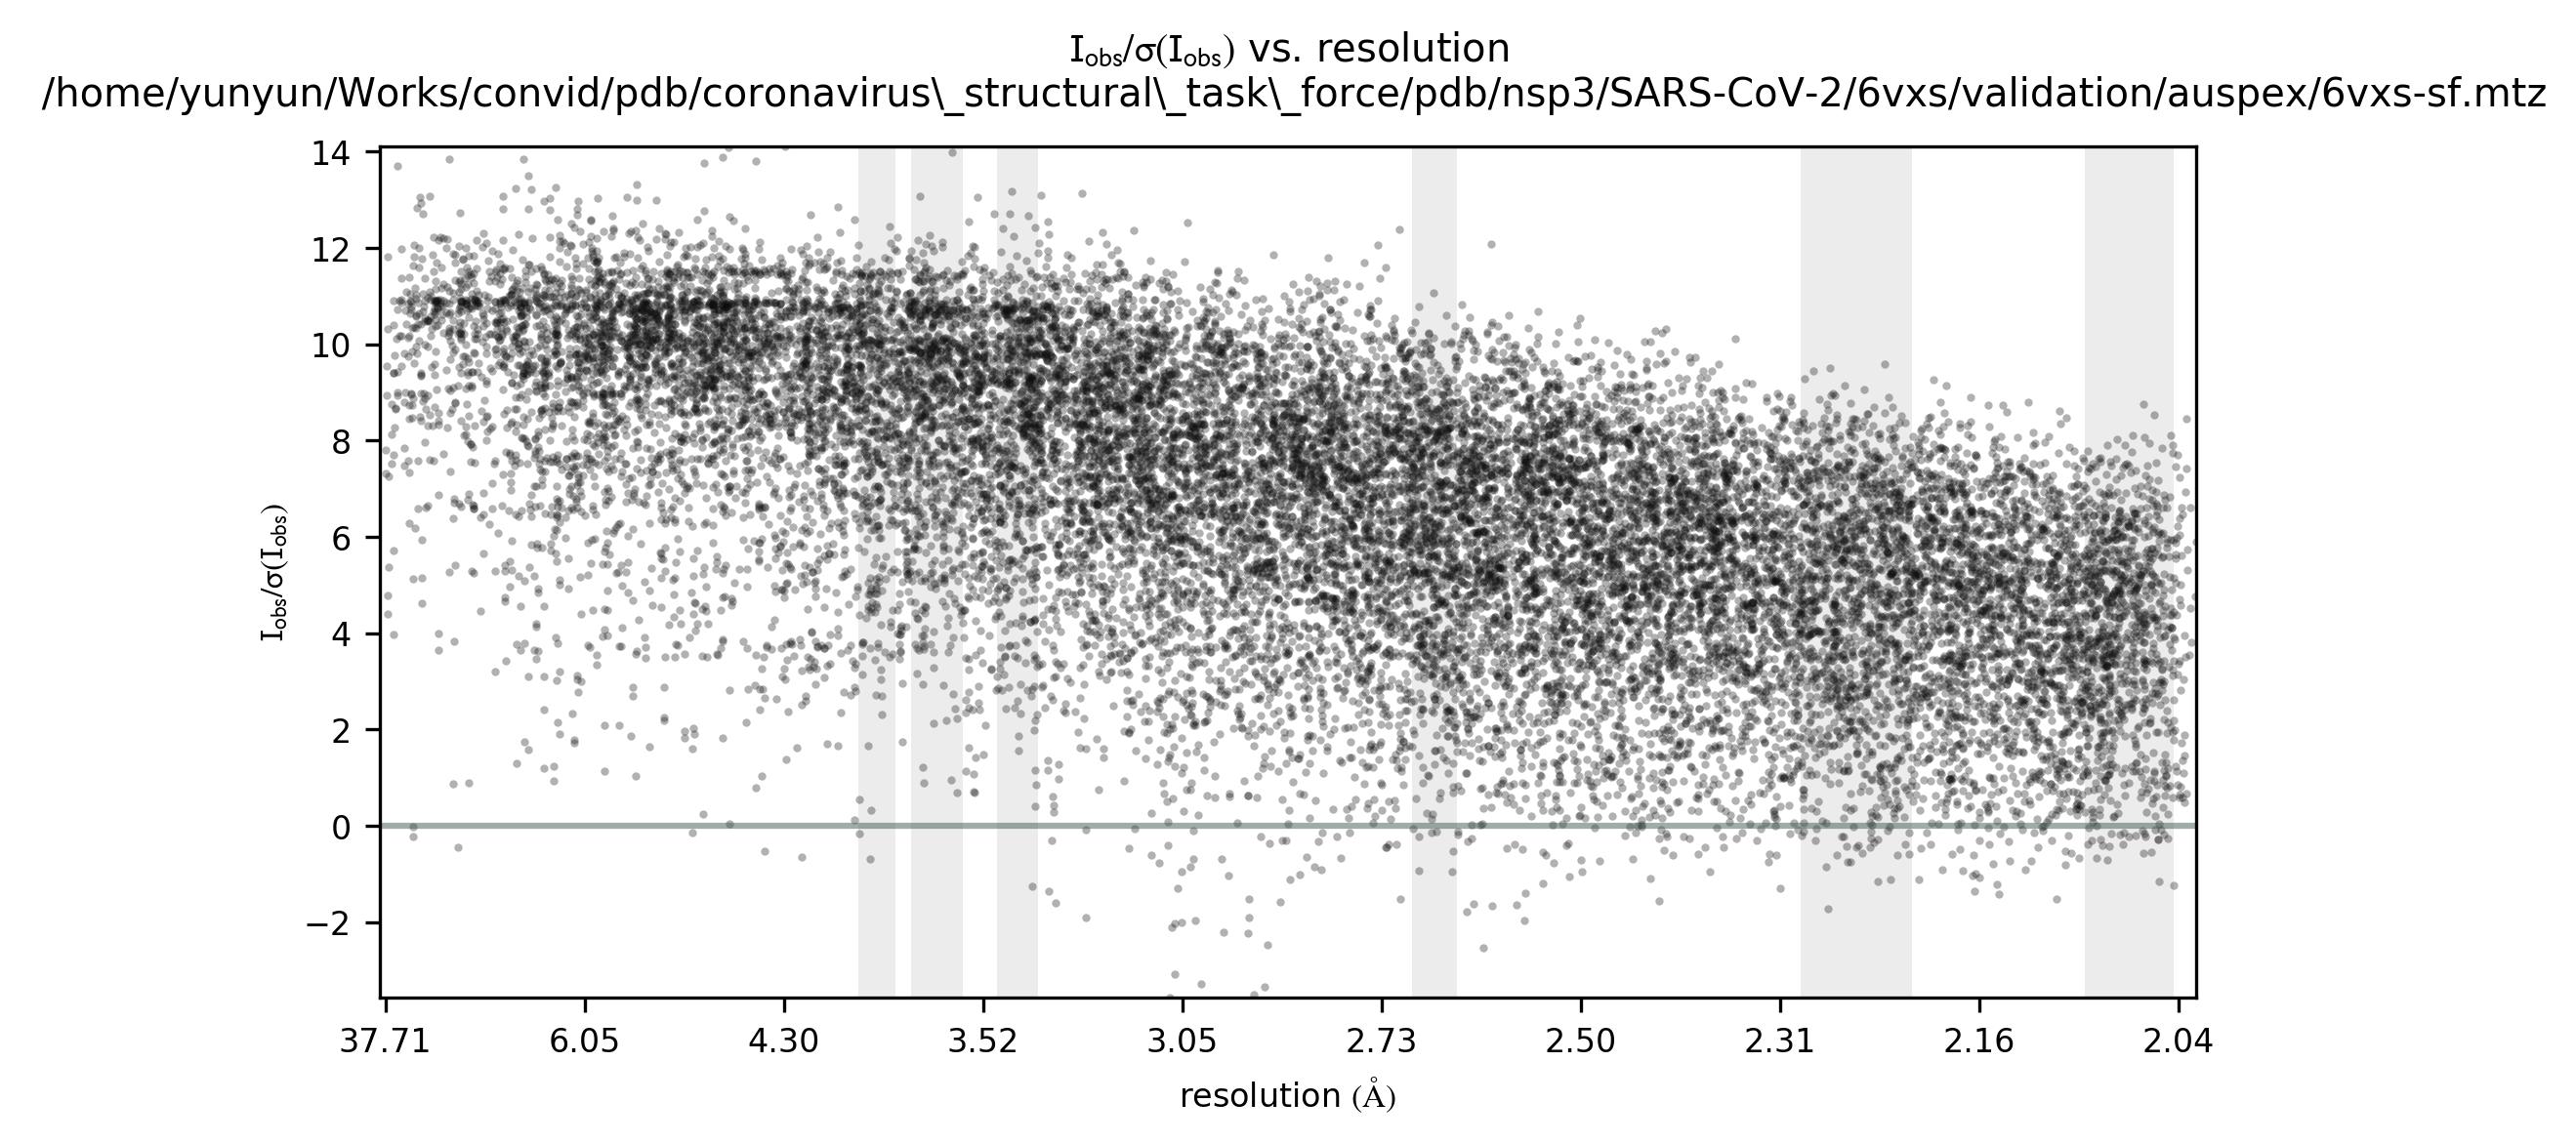 Iobs/σ(Iobs) vs. resolution
/home/yunyun/Works/convid/pdb/coronavirus\_structural\_task\_force/pdb/nsp3/SARS-CoV-2/6vxs/validation/auspex/6vxs-sf.mtz
14
12
10
8
6
4
2
0
−2
Iobs/σ(Iobs)
37.71 6.05 4.30 3.52 3.05 2.73 2.50 2.31 2.16 2.04
resolution (Å)